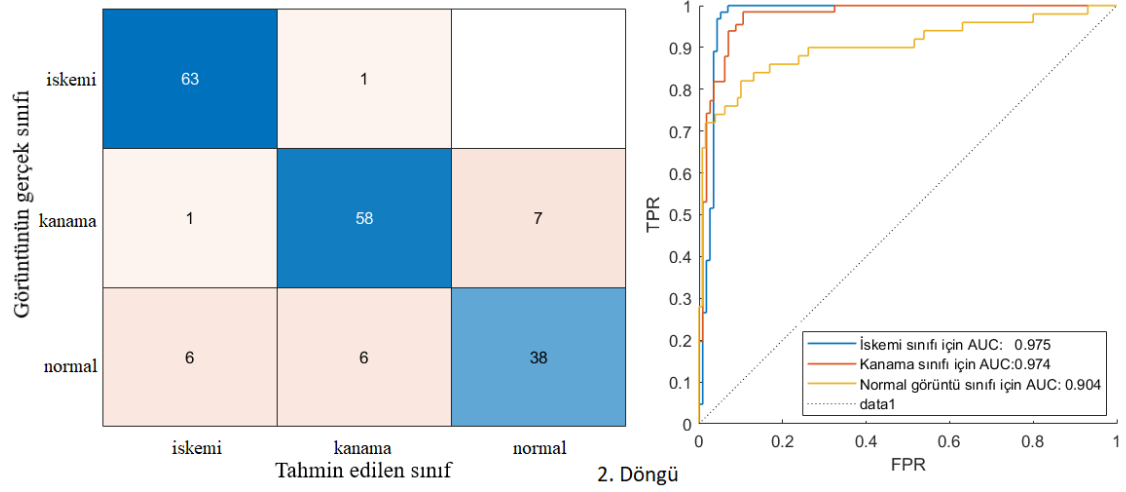 Görüntünün gerçek sınıfı
iskemi
63
1
kanama
1
58
7
normal
6
6
38
iskemi
kanama
normal
Tahmin edilen sınıf
2. Döngü
TPR
1
0.9
0.8
0.7
0.6
0.5
0.4
0.3
0.2
0.1
0
0
0.2
0.4
0.6
0.8
1
FPR
İskemi sınıfı için AUC: 0.975
Kanama sınıfı için AUC:0.974
Normal görüntü sınıfı için AUC: 0.904
data1